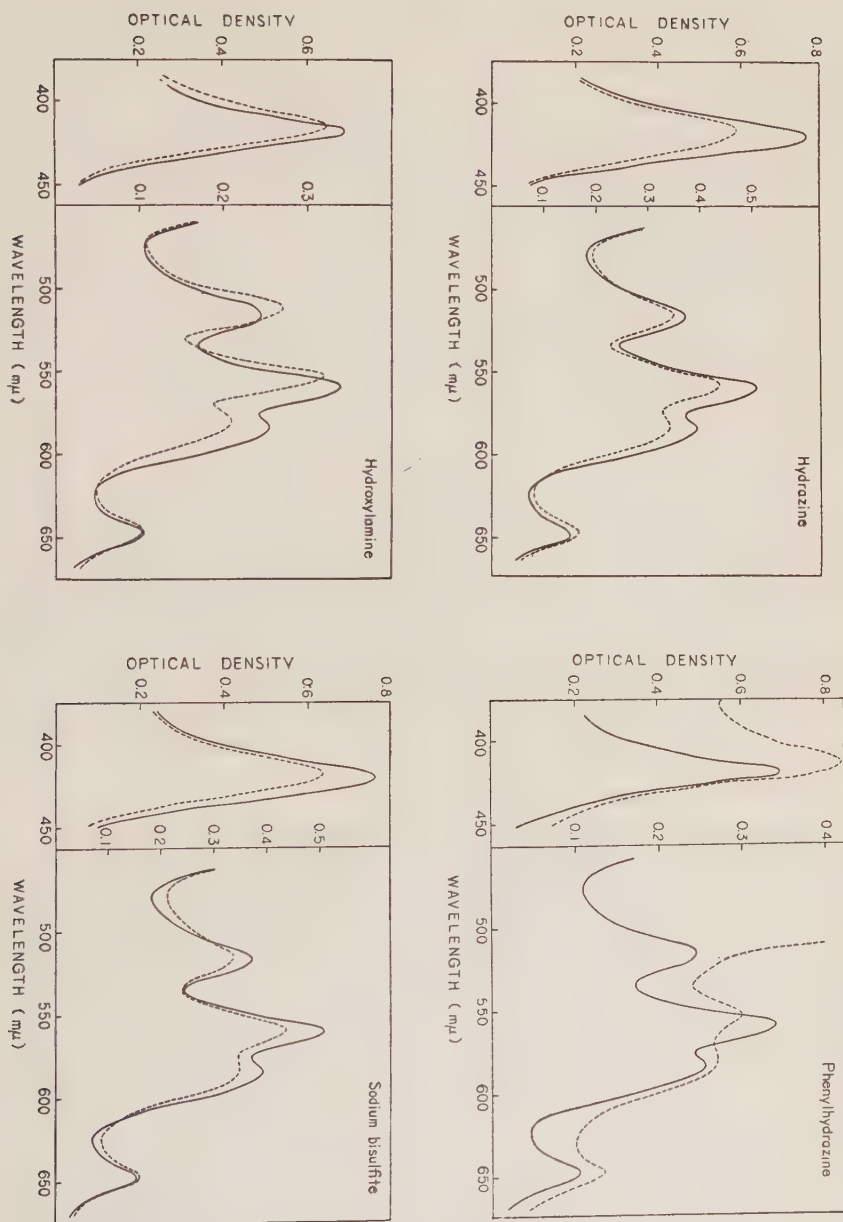 Hydrazine
OPTICAL DENSITY
0.8
0.6
0.4
0.2
0.5
0.4
0.3
0.2
0.1
400 450 500 550 600 650
WAVELENGTH (mμ)
Phenylhydrazine
OPTICAL DENSITY
0.8
0.6
0.4
0.2
0.4
0.3
0.2
0.1
400 450 500 550 600 650
WAVELENGTH (mμ)
Hydroxylamine
OPTICAL DENSITY
0.6
0.4
0.2
0.3
0.2
0.1
400 450 500 550 600 650
WAVELENGTH (mμ)
Sodium bisulfite
OPTICAL DENSITY
0.8
0.6
0.4
0.2
0.5
0.4
0.3
0.2
0.1
400 450 500 550 600 650
WAVELENGTH (mμ)